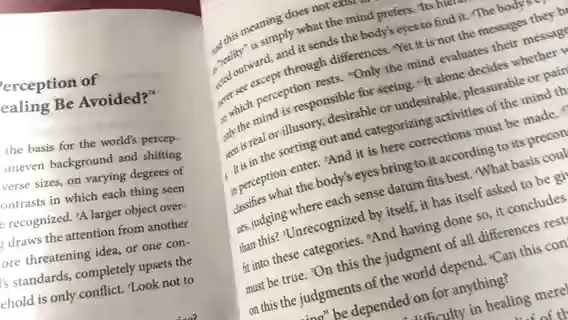 Perception of
ealing Be Avoided?
the basis for the world's percep-
uneven background and shifting
verse sizes, on varying degrees of
ontrasts in which each thing seen
recognized. A larger object over-
draws the attention from another
ore threatening idea, or one con-
l's standards, completely upsets the
ehold is only conflict. Look not to
and this meaning does not exist
"reality" is simply what the mind prefers. Its hiera
outward, and it sends the body's eyes to find it. The body's ey
never see except through differences. Yet it is not the messages they b
on which perception rests. Only the mind evaluates their message
only the mind is responsible for seeing. It alone decides whether w
seen is real or illusory, desirable or undesirable, pleasurable or pain
It is in the sorting out and categorizing activities of the mind tha
in perception enter. And it is here corrections must be made.
classifies what the body's eyes bring to it according to its precon
ues, judging where each sense datum fits best. What basis coul
than this? Unrecognized by itself, it has itself asked to be giv
fit into these categories. And having done so, it concludes
must be true. On this the judgment of all differences rests
on this the judgments of the world depend. Can this con
ing" be depended on for anything?
difficulty in healing merel
of th